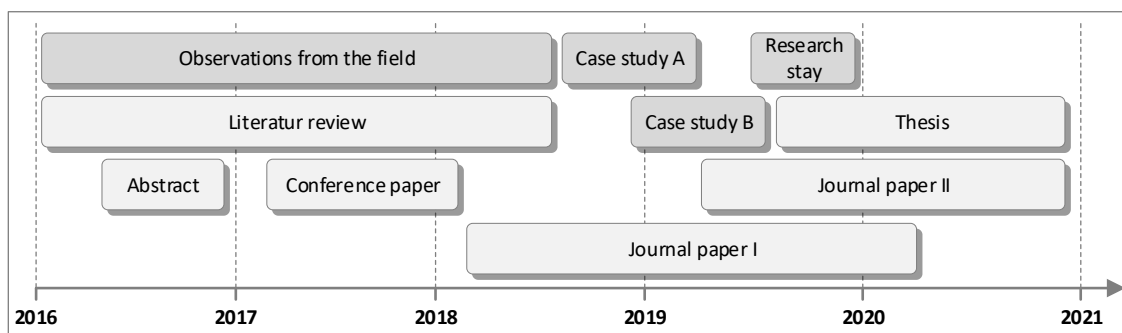 Observations from the field
Case study A
Research
stay
Literatur review
Case study B
Thesis
Abstract
Conference paper
Journal paper II
Journal paper I
2016
2017
2018
2019
2020
2021